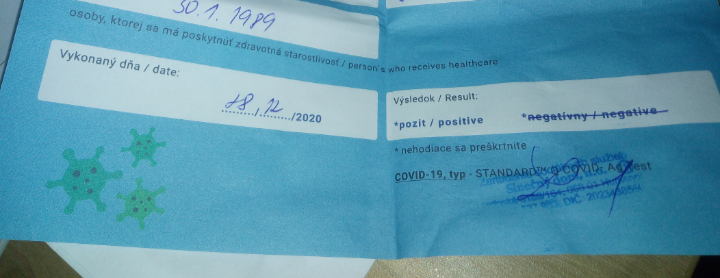 30.1.1989
osoby, ktorej sa má poskytnúť zdravotná starostlivosť / person's who receives healthcare
Vykonaný dňa / date:
18./12/2020
Výsledok / Result:
*pozit / positive *negatívny / negative
* nehodiace sa preškrtnite
COVID-19, typ - STANDARD Q COVID Ag Test